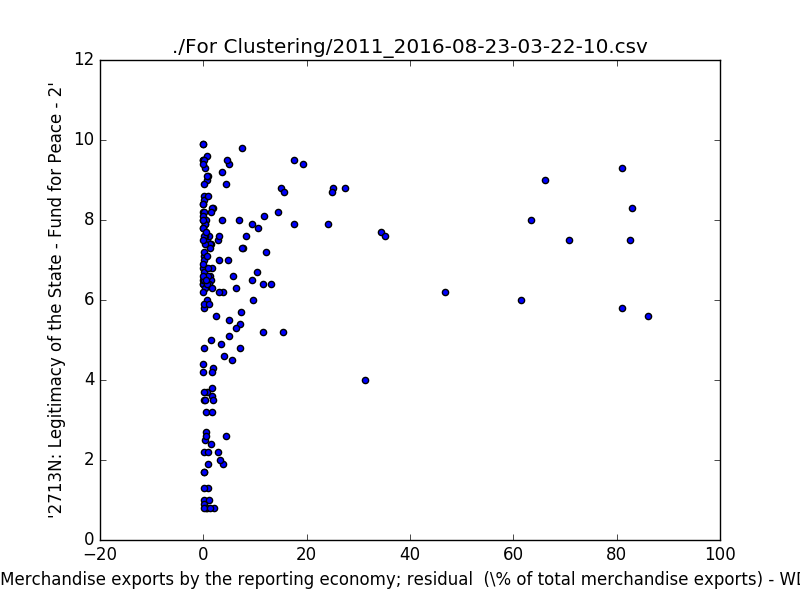 ./For Clustering/2011_2016-08-23-03-22-10.csv
'2713N: Legitimacy of the State - Fund for Peace - 2'
12
10
8
6
4
2
0
−20 0 20 40 60 80 100
Merchandise exports by the reporting economy; residual (\% of total merchandise exports) - WD